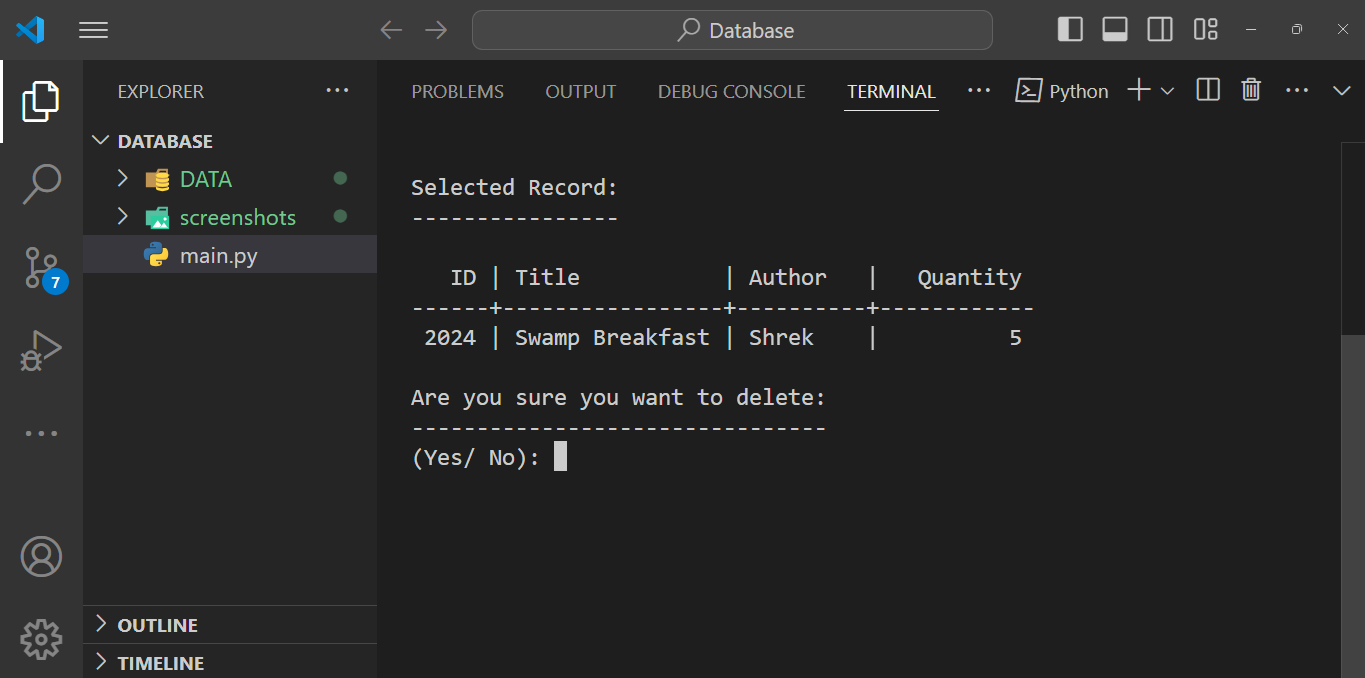 Database
EXPLORER
PROBLEMS OUTPUT DEBUG CONSOLE TERMINAL Python
DATABASE
DATA
screenshots
main.py
7
OUTLINE
TIMELINE
Selected Record:
----------------
   ID | Title           | Author   |   Quantity
------+-----------------+----------+------------
 2024 | Swamp Breakfast | Shrek    |          5
Are you sure you want to delete:
--------------------------------
(Yes/ No):